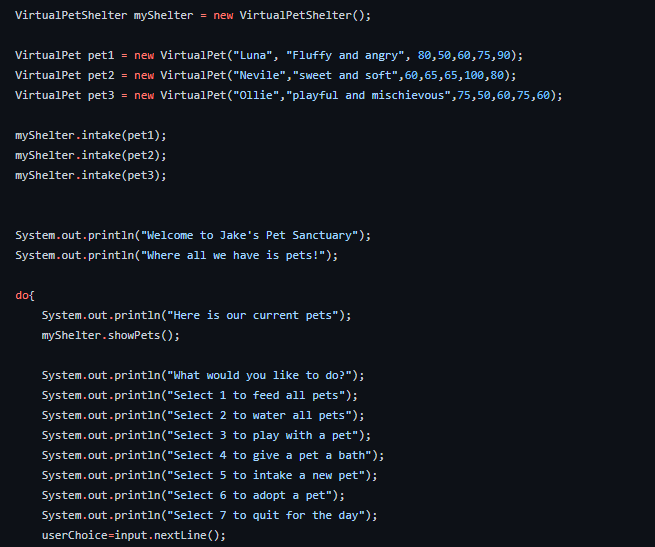 VirtualPetShelter myShelter = new VirtualPetShelter();
VirtualPet pet1 = new VirtualPet("Luna", "Fluffy and angry", 80,50,60,75,90);
VirtualPet pet2 = new VirtualPet("Nevile","sweet and soft",60,65,65,100,80);
VirtualPet pet3 = new VirtualPet("Ollie","playful and mischievous",75,50,60,75,60);
myShelter.intake(pet1);
myShelter.intake(pet2);
myShelter.intake(pet3);
System.out.println("Welcome to Jake's Pet Sanctuary");
System.out.println("Where all we have is pets!");
do{
System.out.println("Here is our current pets");
myShelter.showPets();
System.out.println("What would you like to do?");
System.out.println("Select 1 to feed all pets");
System.out.println("Select 2 to water all pets");
System.out.println("Select 3 to play with a pet");
System.out.println("Select 4 to give a pet a bath");
System.out.println("Select 5 to intake a new pet");
System.out.println("Select 6 to adopt a pet");
System.out.println("Select 7 to quit for the day");
userChoice=input.nextLine();